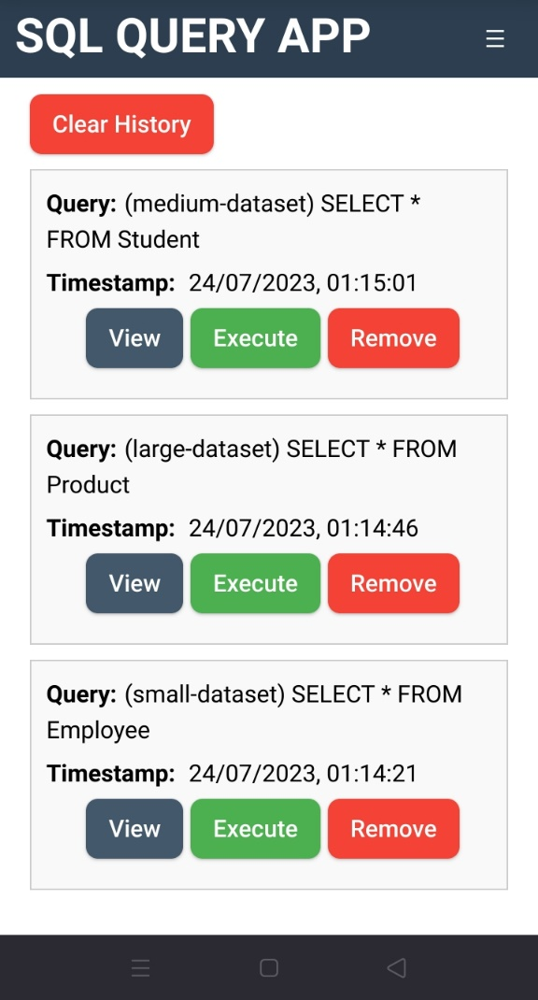 SQL QUERY APP
Clear History
Query: (medium-dataset) SELECT *
FROM Student
Timestamp: 24/07/2023, 01:15:01
View Execute Remove
Query: (large-dataset) SELECT * FROM
Product
Timestamp: 24/07/2023, 01:14:46
View Execute Remove
Query: (small-dataset) SELECT * FROM
Employee
Timestamp: 24/07/2023, 01:14:21
View Execute Remove